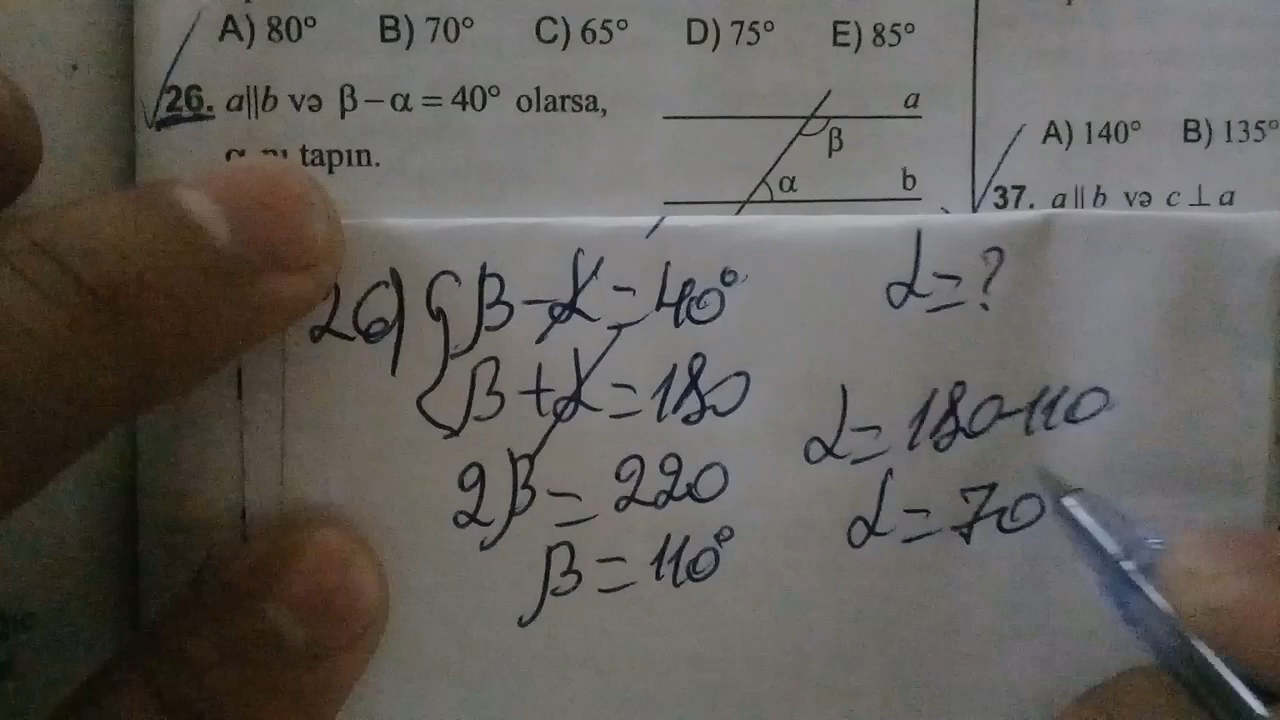 A) 80° B) 70° C) 65° D) 75° E) 85°
26. a||b və β–α = 40° olarsa,
tapın.
a
β
α
b
A) 140° B) 135°
37. a || b və c ⊥ a
26) { β-α=40°
β+α=180
2β=220
β=110°
α=?
α=180-110
α=70